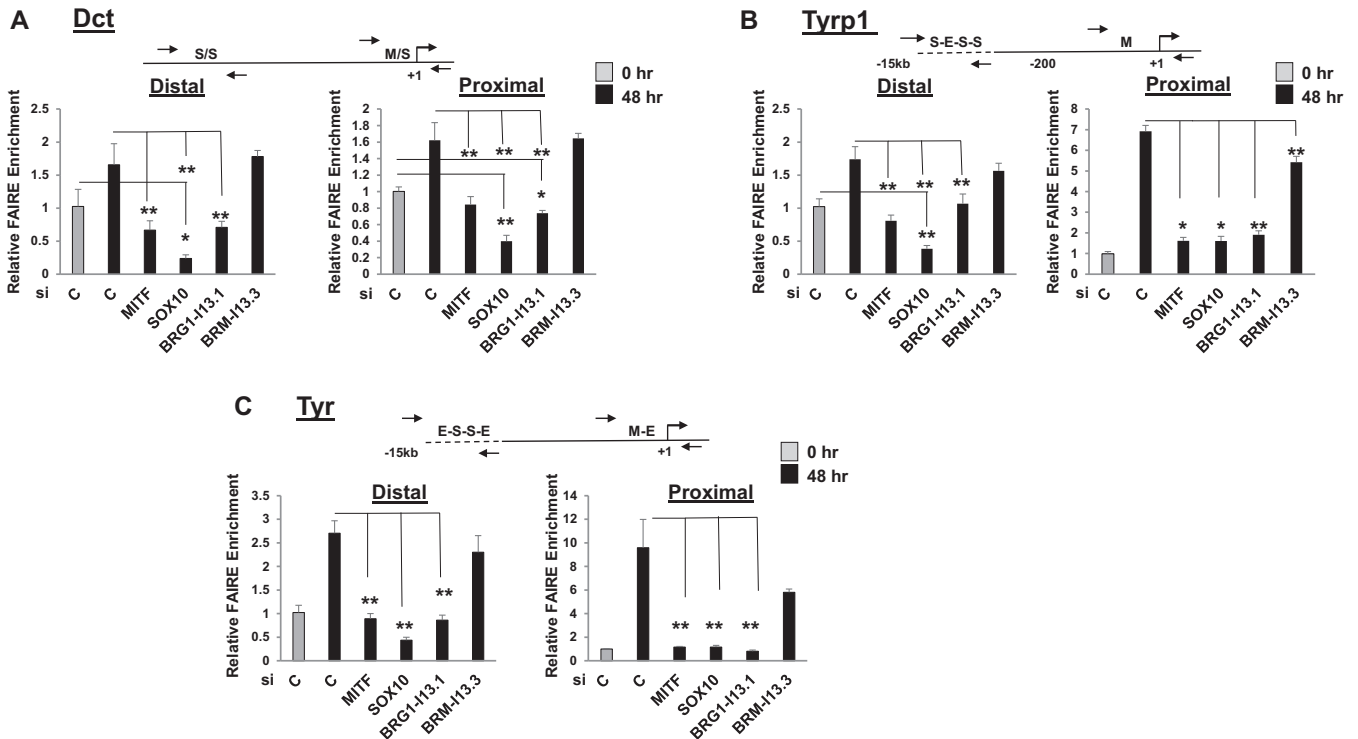 A Dct
S/S M/S
+1
0 hr
48 hr
Distal
Relative FAIRE Enrichment
2.5
2
1.5
1
0.5
0
** * ** **
si C C MITF SOX10 BRG1-I13.1 BRM-I13.3
Proximal
Relative FAIRE Enrichment
2
1.8
1.6
1.4
1.2
1
0.8
0.6
0.4
0.2
0
** ** **
** *
si C C MITF SOX10 BRG1-I13.1 BRM-I13.3
B Tyrp1
S-E-S-S M
-15kb -200 +1
0 hr
48 hr
Distal
Relative FAIRE Enrichment
2.5
2
1.5
1
0.5
0
** ** **
**
si C C MITF SOX10 BRG1-I13.1 BRM-I13.3
Proximal
Relative FAIRE Enrichment
8
7
6
5
4
3
2
1
0
* * ** **
si C C MITF SOX10 BRG1-I13.1 BRM-I13.3
C Tyr
E-S-S-E M-E
-15kb +1
0 hr
48 hr
Distal
Relative FAIRE Enrichment
3.5
3
2.5
2
1.5
1
0.5
0
** ** **
si C C MITF SOX10 BRG1-I13.1 BRM-I13.3
Proximal
Relative FAIRE Enrichment
14
12
10
8
6
4
2
0
** ** **
si C C MITF SOX10 BRG1-I13.1 BRM-I13.3